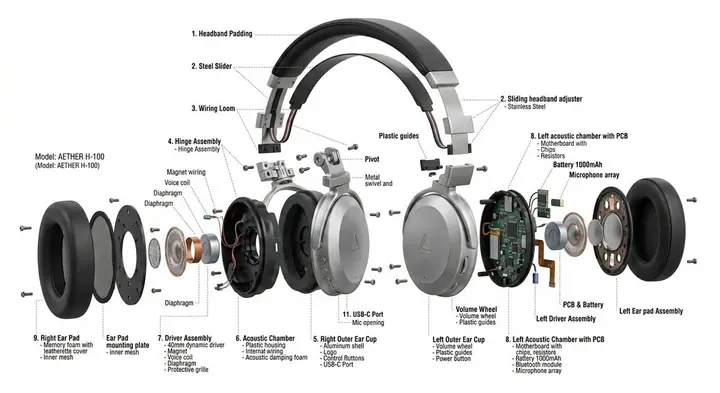 1. Headband Padding
2. Steel Slider
3. Wiring Loom
2. Sliding headband adjuster
- Stainless Steel
4. Hinge Assembly
- Hinge Assembly
Plastic guides
8. Left acoustic chamber with PCB
- Motherboard with
- Chips
- Resistors
Battery 1000mAh
Microphone array
Model: AETHER H-100
(Model: AETHER H-100)
Magnet wiring
Voice coil
Diaphragm
Diaphragm
Pivot
Metal
swivel and
Diaphragm
11. USB-C Port
Mic opening
Volume Wheel
- Volume wheel
- Plastic guides
Left Driver Assembly
PCB & Battery
Left Ear pad Assembly
9. Right Ear Pad
- Memory foam with
leatherette cover
- Inner mesh
Ear Pad
mounting plate
- inner mesh
7. Driver Assembly
- 40mm dynamic driver
- Magnet
- Voice coil
- Diaphragm
- Protective grille
6. Acoustic Chamber
- Plastic housing
- Internal wiring
- Acoustic damping foam
5. Right Outer Ear Cup
- Aluminum shell
- Logo
- Control Ruttons
- USB-C Port
Left Outer Ear Cup
- Volume wheel
- Plastic guides
- Power button
8. Left Acoustic Chamber with PCB
- Motherboard with
chips, resistors
- Rattery 1000mAh
- Bluetooth module
- Microphone array